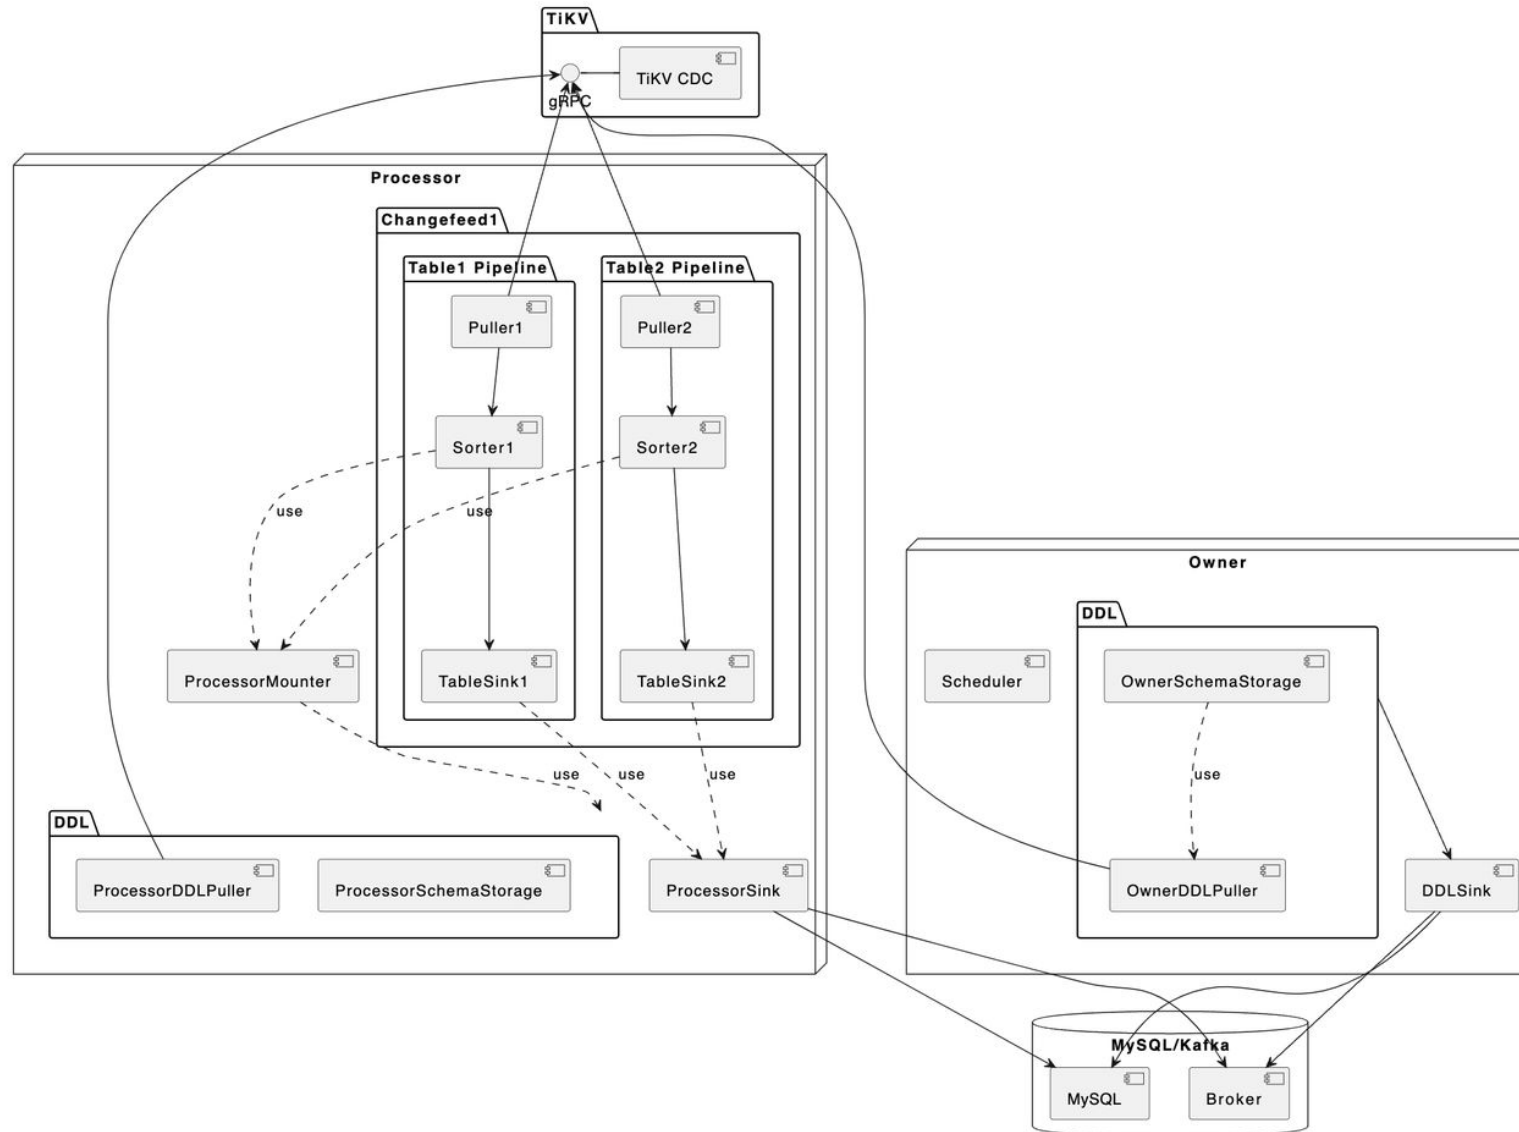 TiKV
TiKV CDC
gRPC
Processor
Changefeed1
Table1 Pipeline
Table2 Pipeline
Puller1
Puller2
Sorter1
Sorter2
use
use
Owner
DDL
ProcessorMounter
TableSink1
TableSink2
Scheduler
OwnerSchemaStorage
use
use
use
use
DDL
ProcessorDDLPuller
ProcessorSchemaStorage
ProcessorSink
OwnerDDLPuller
DDLSink
MySQL/Kafka
MySQL
Broker